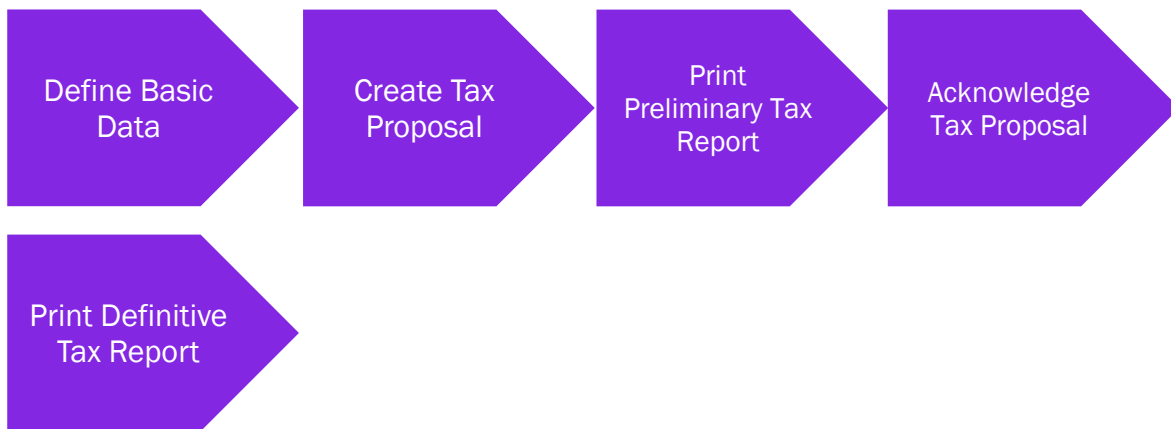 Define Basic
Data
Create Tax
Proposal
Print
Preliminary Tax
Report
Acknowledge
Tax Proposal
Print Definitive
Tax Report